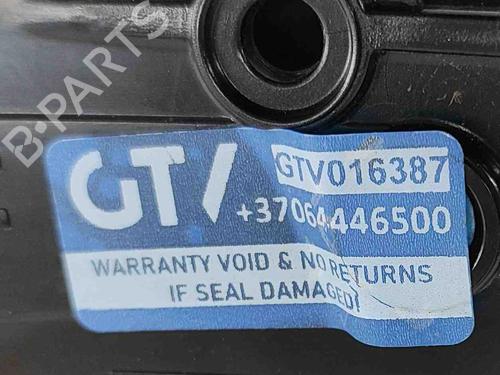 B-PARTS
GTV
GTV016387
+37064446500
WARRANTY VOID & NO RETURNS
IF SEAL DAMAGED!